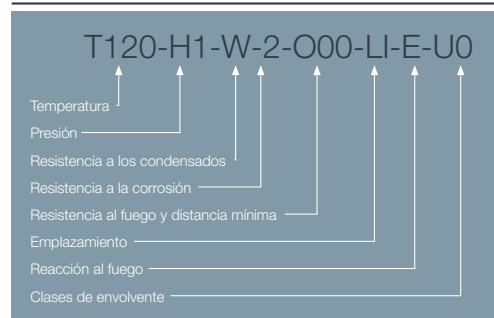 T120-H1-W-2-O00-LI-E-U0
Temperatura
Presión
Resistencia a los condensados
Resistencia a la corrosión
Resistencia al fuego y distancia mínima
Emplazamiento
Reacción al fuego
Clases de envolvente